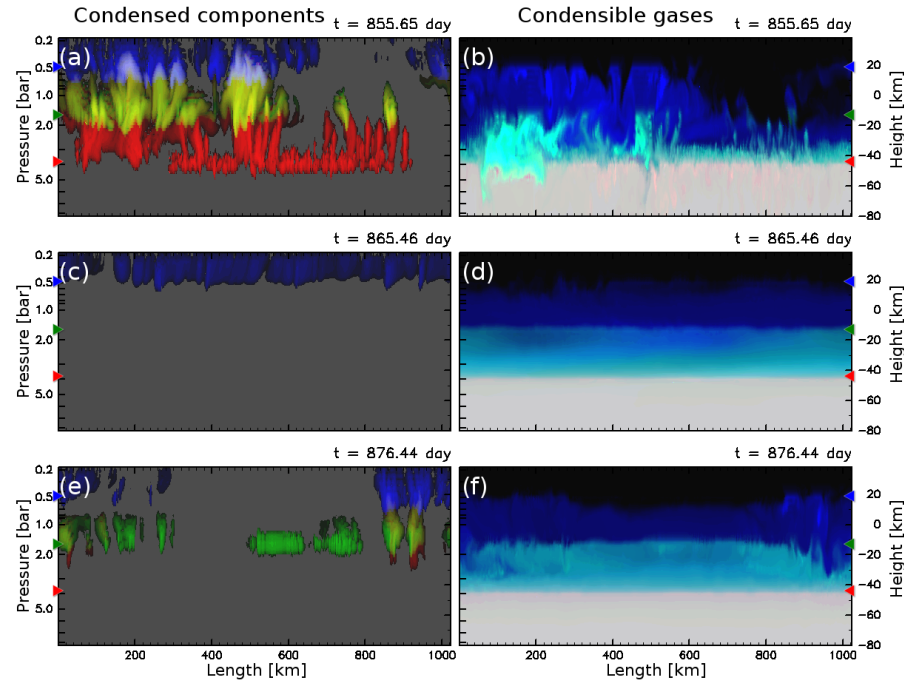 Condensed components
Condensible gases
t = 855.65 day
t = 855.65 day
(a)
(b)
0.2
0.5
1.0
2.0
5.0
Pressure [bar]
20
0
−20
−40
−60
−80
Height [km]
t = 865.46 day
t = 865.46 day
(c)
(d)
0.2
0.5
1.0
2.0
5.0
Pressure [bar]
20
0
−20
−40
−60
−80
Height [km]
t = 876.44 day
t = 876.44 day
(e)
(f)
0.2
0.5
1.0
2.0
5.0
Pressure [bar]
20
0
−20
−40
−60
−80
Height [km]
200 400 600 800 1000
200 400 600 800 1000
Length [km]
Length [km]